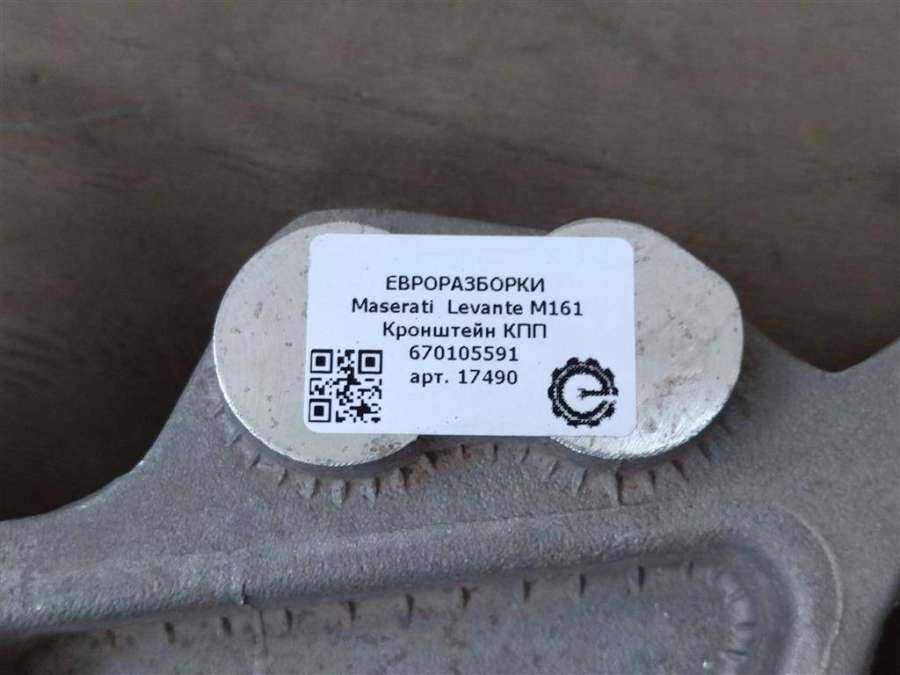 ЕВРОРАЗБОРКИ
Maserati Levante M161
Кронштейн КПП
670105591
арт. 17490